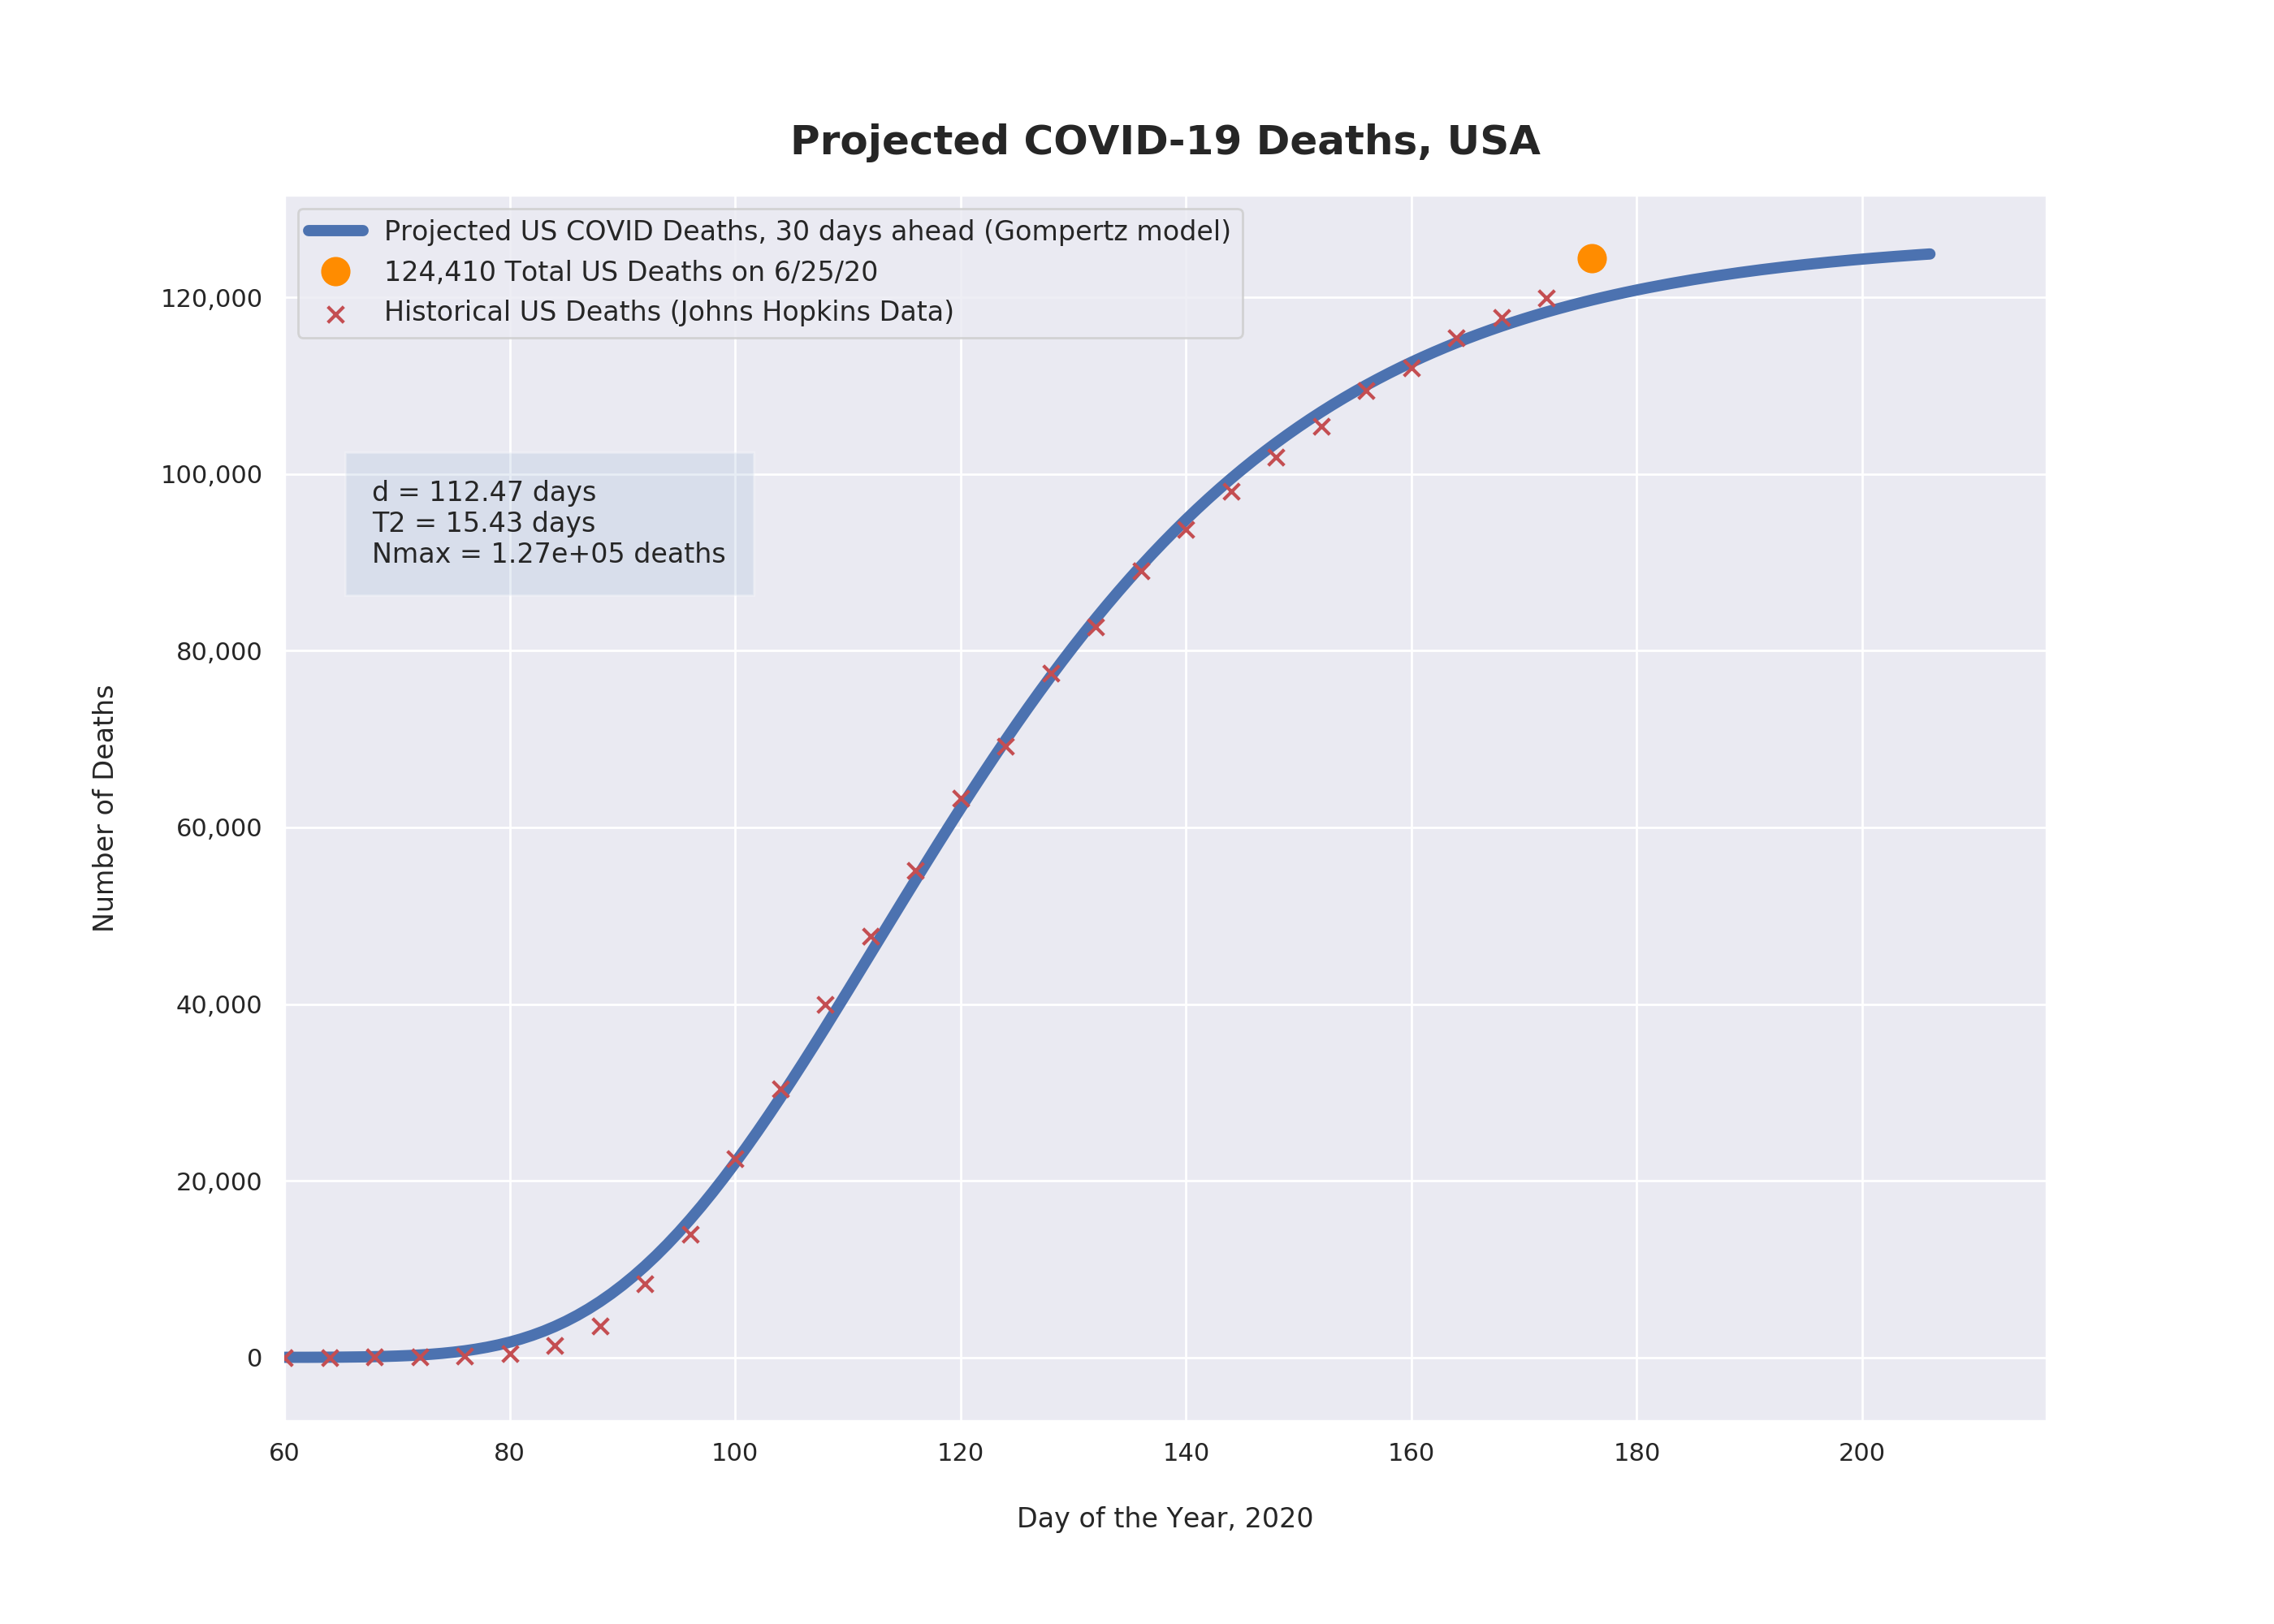 Projected COVID-19 Deaths, USA
Projected US COVID Deaths, 30 days ahead (Gompertz model)
124,410 Total US Deaths on 6/25/20
Historical US Deaths (Johns Hopkins Data)
d = 112.47 days
T2 = 15.43 days
Nmax = 1.27e+05 deaths
Number of Deaths
120,000
100,000
80,000
60,000
40,000
20,000
0
60 80 100 120 140 160 180 200
Day of the Year, 2020